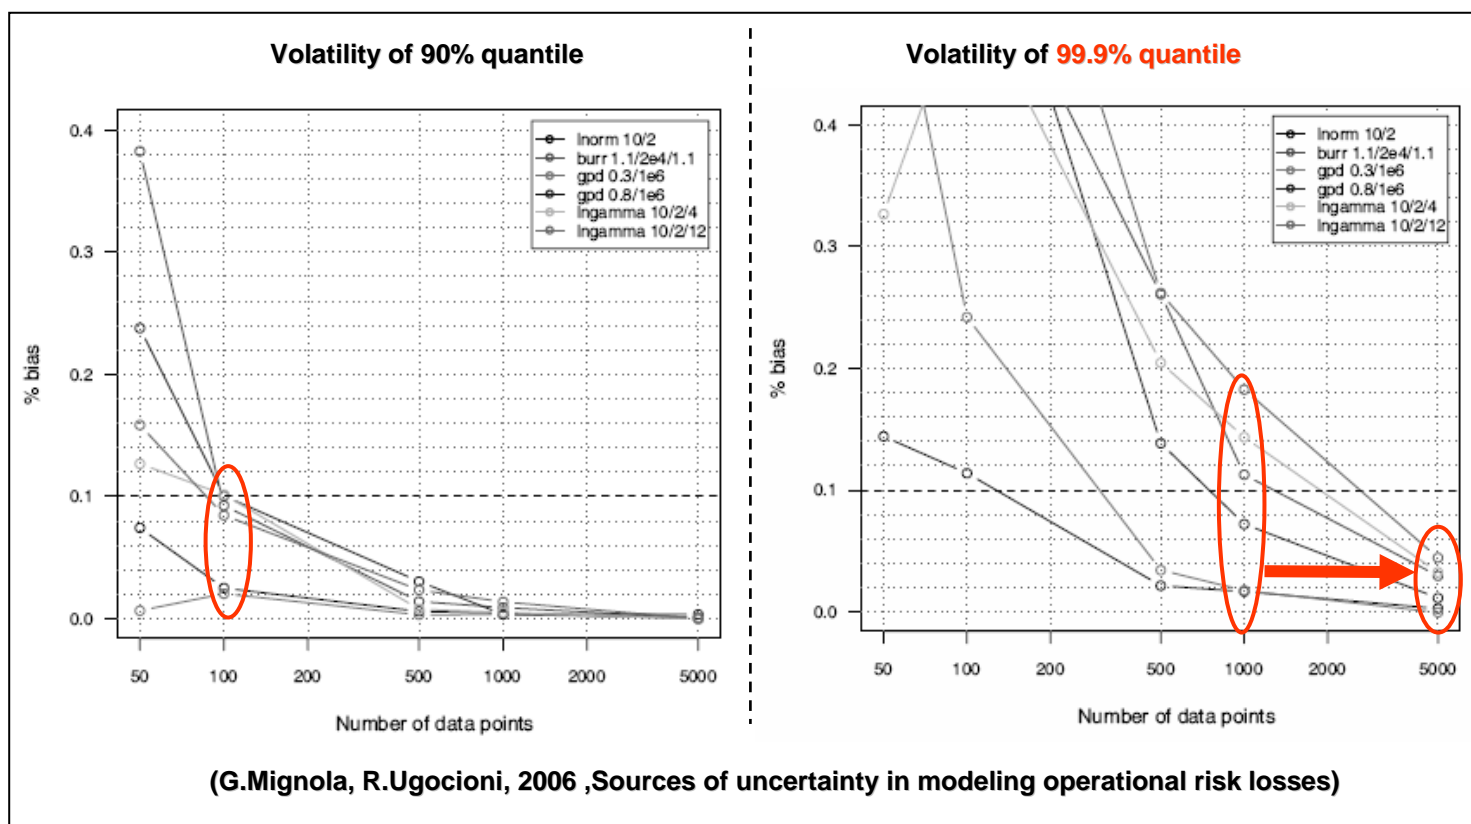 Volatility of 90% quantile
0.4
0.3
0.2
0.1
0.0
% bias
lnorm 10/2
burr 1.1/2e4/1.1
gpd 0.3/1e6
gpd 0.8/1e6
lngamma 10/2/4
lngamma 10/2/12
50 100 200 500 1000 2000 5000
Number of data points
Volatility of 99.9% quantile
0.4
0.3
0.2
0.1
0.0
% bias
lnorm 10/2
burr 1.1/2e4/1.1
gpd 0.3/1e6
gpd 0.8/1e6
lngamma 10/2/4
lngamma 10/2/12
50 100 200 500 1000 2000 5000
Number of data points
(G.Mignola, R.Ugocioni, 2006 ,Sources of uncertainty in modeling operational risk losses)